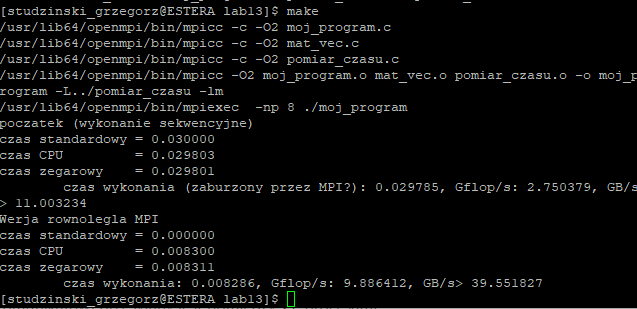 [studzinski_grzegorz@ESTERA lab13]$ make
/usr/lib64/openmpi/bin/mpicc -c -O2 moj_program.c
/usr/lib64/openmpi/bin/mpicc -c -O2 mat_vec.c
/usr/lib64/openmpi/bin/mpicc -c -O2 pomiar_czasu.c
/usr/lib64/openmpi/bin/mpicc -O2 moj_program.o mat_vec.o pomiar_czasu.o -o moj_p
rogram -L../pomiar_czasu -lm
/usr/lib64/openmpi/bin/mpiexec  -np 8 ./moj_program
poczatek (wykonanie sekwencyjne)
czas standardowy = 0.030000
czas CPU         = 0.029803
czas zegarowy    = 0.029801
        czas wykonania (zaburzony przez MPI?): 0.029785, Gflop/s: 2.750379, GB/s
> 11.003234
Werja rownolegla MPI
czas standardowy = 0.000000
czas CPU         = 0.008300
czas zegarowy    = 0.008311
        czas wykonania: 0.008286, Gflop/s: 9.886412, GB/s> 39.551827
[studzinski_grzegorz@ESTERA lab13]$